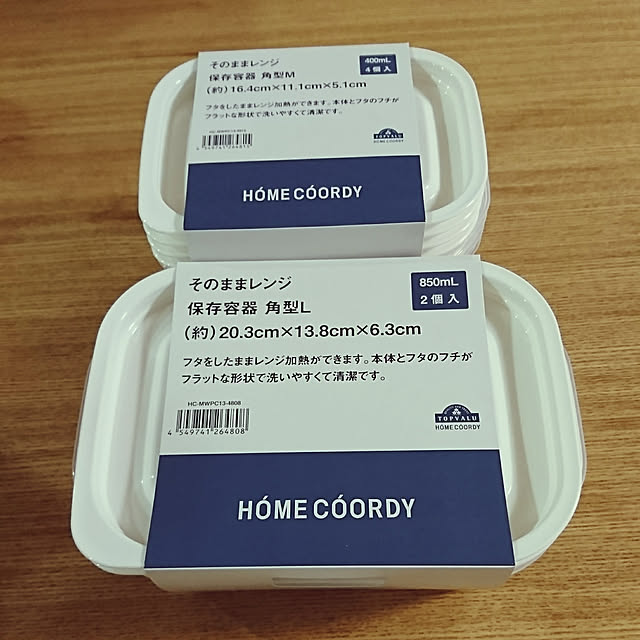 そのままレンジ
保存容器 角型M
(約)16.4cm×11.1cm×5.1cm
400mL
4個入
フタをしたままレンジ加熱ができます。本体とフタのフチが
フラットな形状で洗いやすくて清潔です。
TOPVALU
HOME COORDY
HÓME CÓORDY
そのままレンジ
保存容器 角型L
(約)20.3cm×13.8cm×6.3cm
850mL
2個入
フタをしたままレンジ加熱ができます。本体とフタのフチが
フラットな形状で洗いやすくて清潔です。
HC-MWPC13-4808
4 549741 264808
TOPVALU
HOME COORDY
HÓME CÓORDY